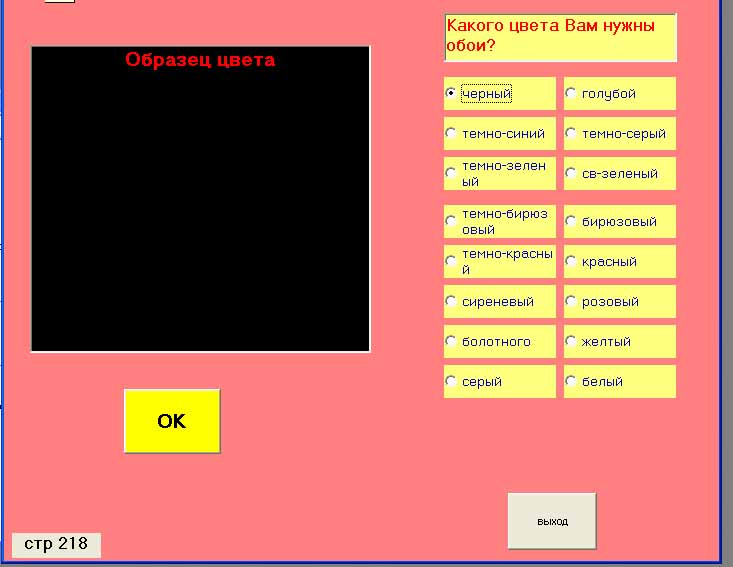 Какого цвета Вам нужны
обои?
Образец цвета
черный
голубой
темно-синий
темно-серый
темно-зелен
ый
св-зеленый
темно-бирюз
овый
бирюзовый
темно-красны
й
красный
сиреневый
розовый
болотного
желтый
серый
белый
ОК
выход
стр 218